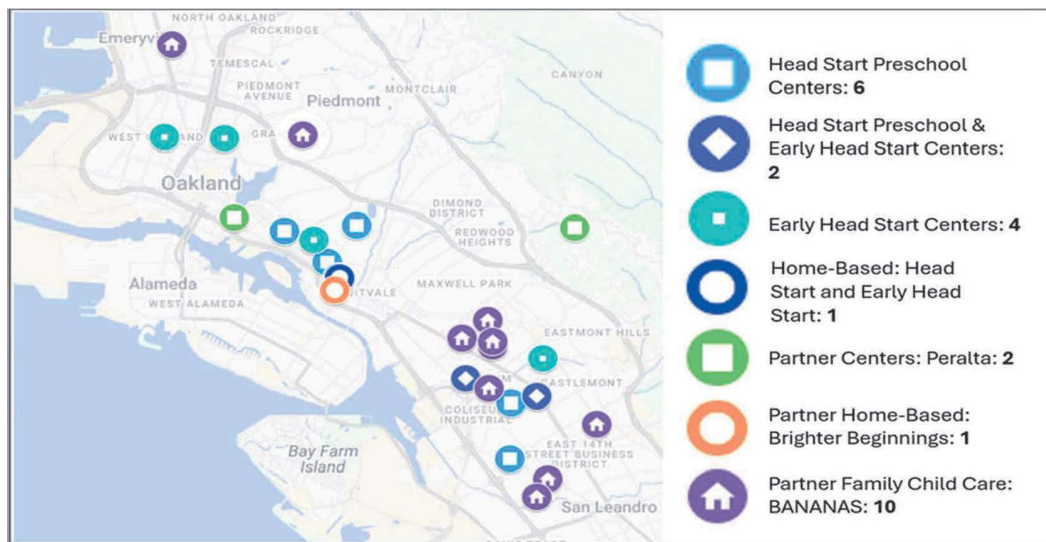 NORTH OAKLAND
ROCKRIDGE
Emeryvill
TEMESCAL
CANYON
PIEDMONT
AVENUE
Piedmont
MONTCLAIR
WEST
GRA
Oakland
DIMOND
DISTRICT
REDWOOD
HEIGHTS
Alameda
UITVALE
MAXWELL PARK
WEST ALAMEDA
EASTMONT HILLS
CASTLEMONT
COLISEUM
INDUSTRIAL
Bay Farm
Island
EAST 14TH
STREET BUSINESS
DISTRICT
San Leandro
Head Start Preschool
Centers: 6
Head Start Preschool &
Early Head Start Centers:
2
Early Head Start Centers: 4
Home-Based: Head
Start and Early Head
Start: 1
Partner Centers: Peralta: 2
Partner Home-Based:
Brighter Beginnings: 1
Partner Family Child Care:
BANANAS: 10